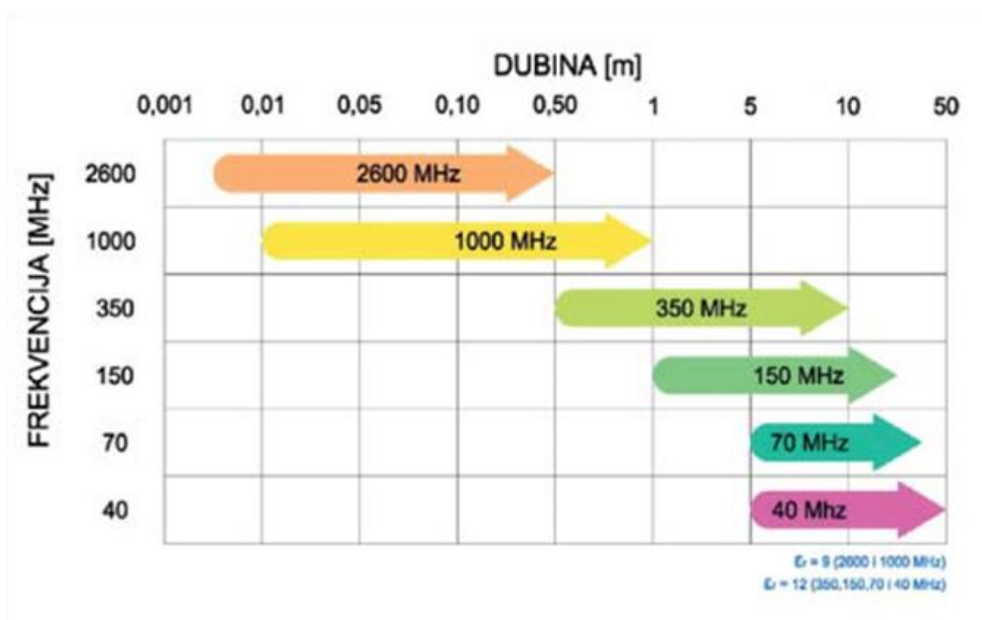 DUBINA [m]
0,001 0,01 0,05 0,10 0,50 1 5 10 50
FREKVENCIJA [MHz]
2600 2600 MHz
1000 1000 MHz
350 350 MHz
150 150 MHz
70 70 MHz
40 40 Mhz
εr = 9 (2600 i 1000 MHz)
εr = 12 (350,150,70 i 40 MHz)